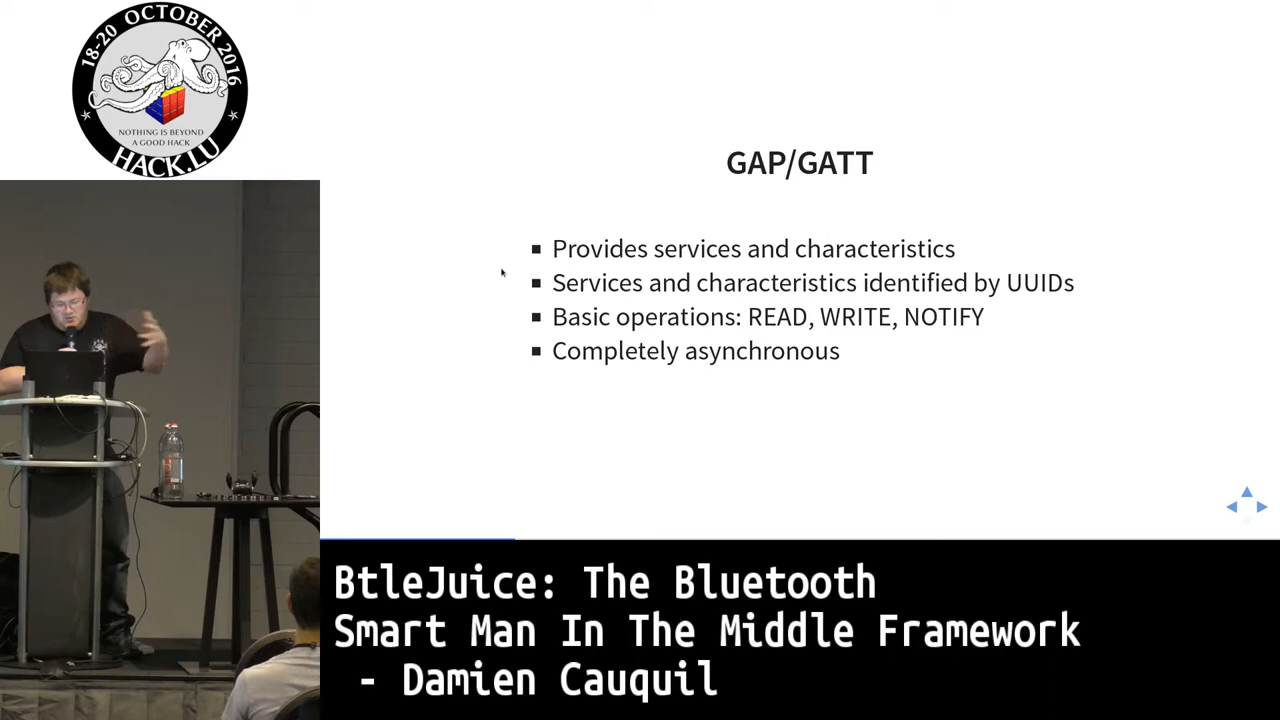 18-20 OCTOBER 2016
NOTHING IS BEYOND
A GOOD HACK
HACK.LU
GAP/GATT
▪ Provides services and characteristics
▪ Services and characteristics identified by UUIDs
▪ Basic operations: READ, WRITE, NOTIFY
▪ Completely asynchronous
BtleJuice: The Bluetooth
Smart Man In The Middle Framework
- Damien Cauquil